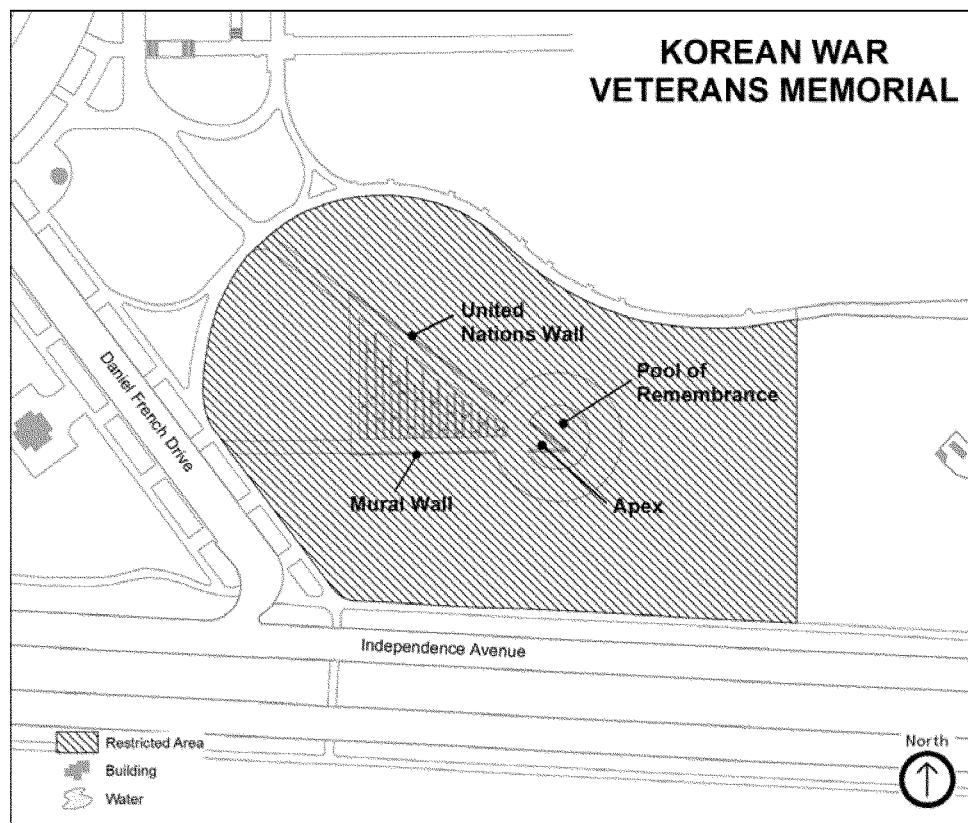 KOREAN WAR
VETERANS MEMORIAL
United
Nations Wall
Pool of
Remembrance
Daniel French Drive
Mural Wall
Apex
Independence Avenue
Restricted Area
Building
Water
North